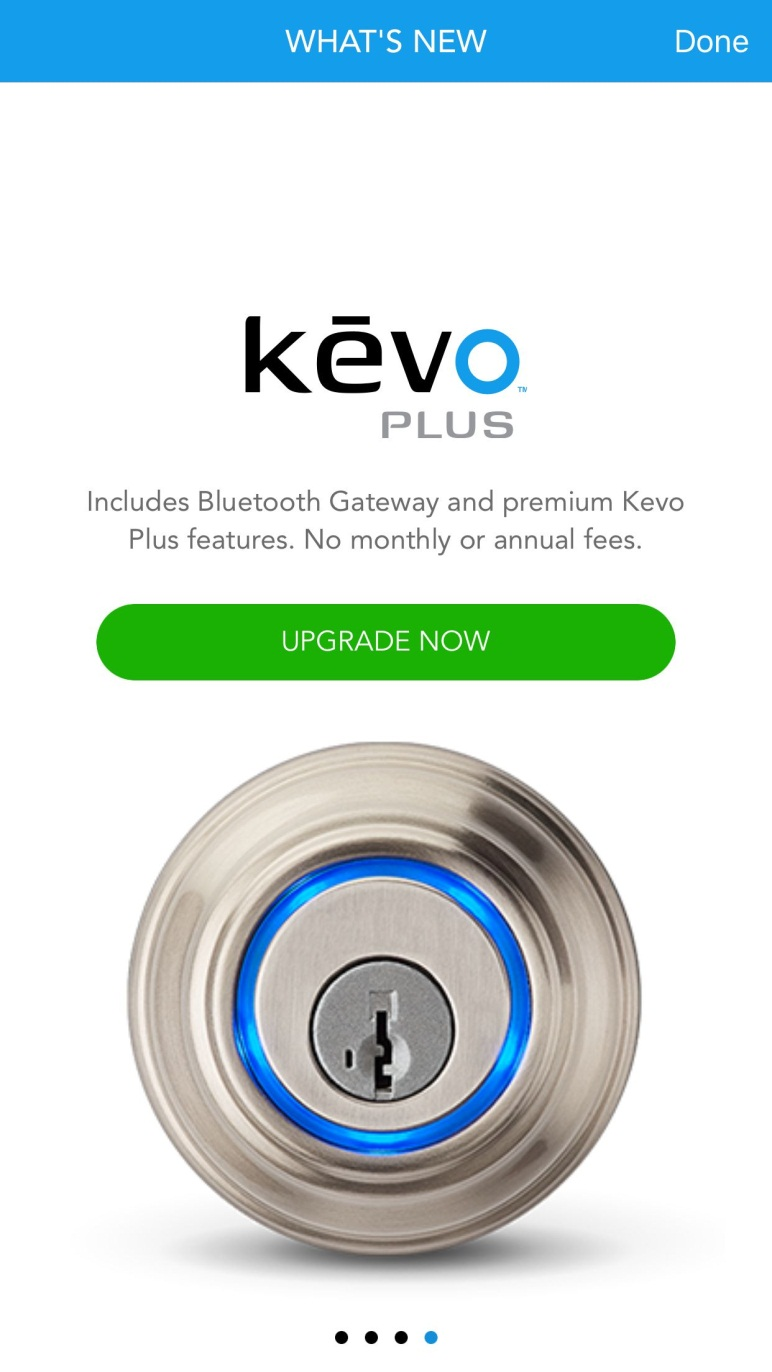 WHAT'S NEW
Done
kēvo™
PLUS
Includes Bluetooth Gateway and premium Kevo
Plus features. No monthly or annual fees.
UPGRADE NOW